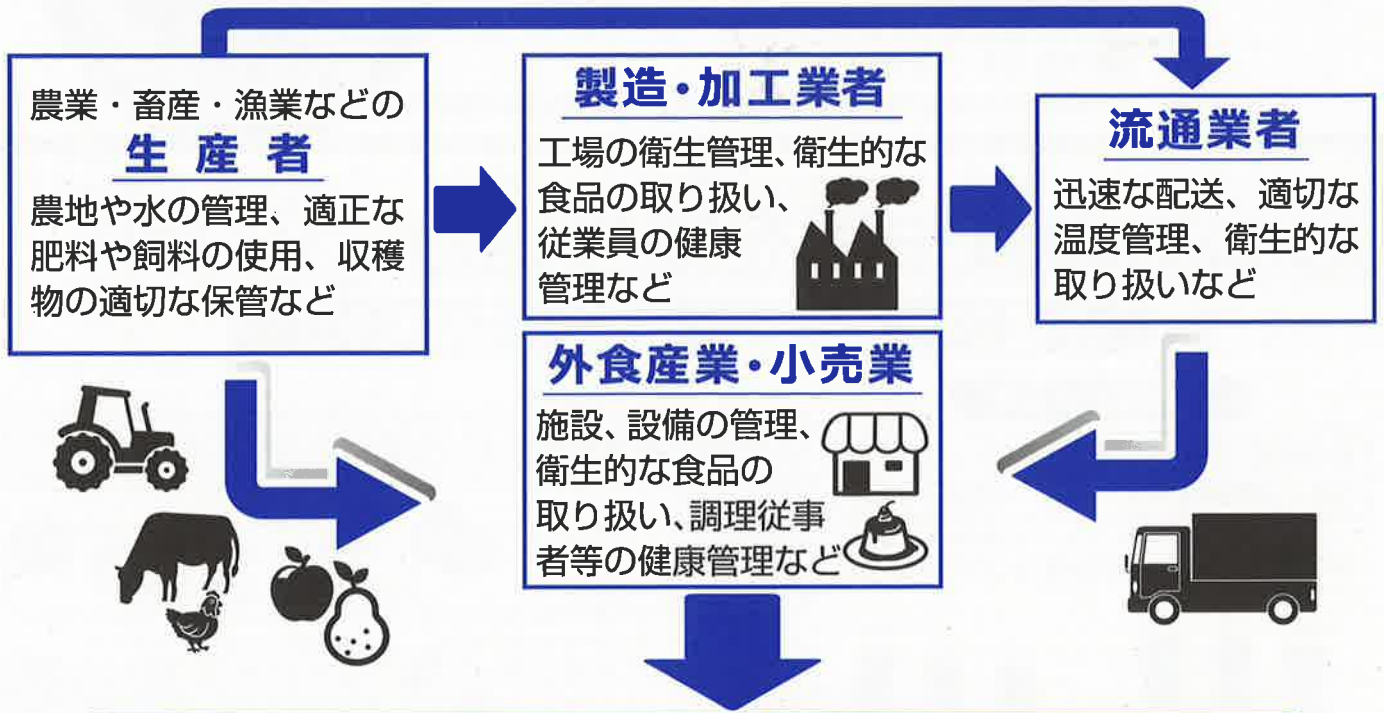 農業・畜産・漁業などの
生産者
農地や水の管理、適正な
肥料や飼料の使用、収穫
物の適切な保管など
製造・加工業者
工場の衛生管理、衛生的な
食品の取り扱い、
従業員の健康
管理など
流通業者
迅速な配送、適切な
温度管理、衛生的な
取り扱いなど
外食産業・小売業
施設、設備の管理、
衛生的な食品の
取り扱い、調理従事
者等の健康管理など